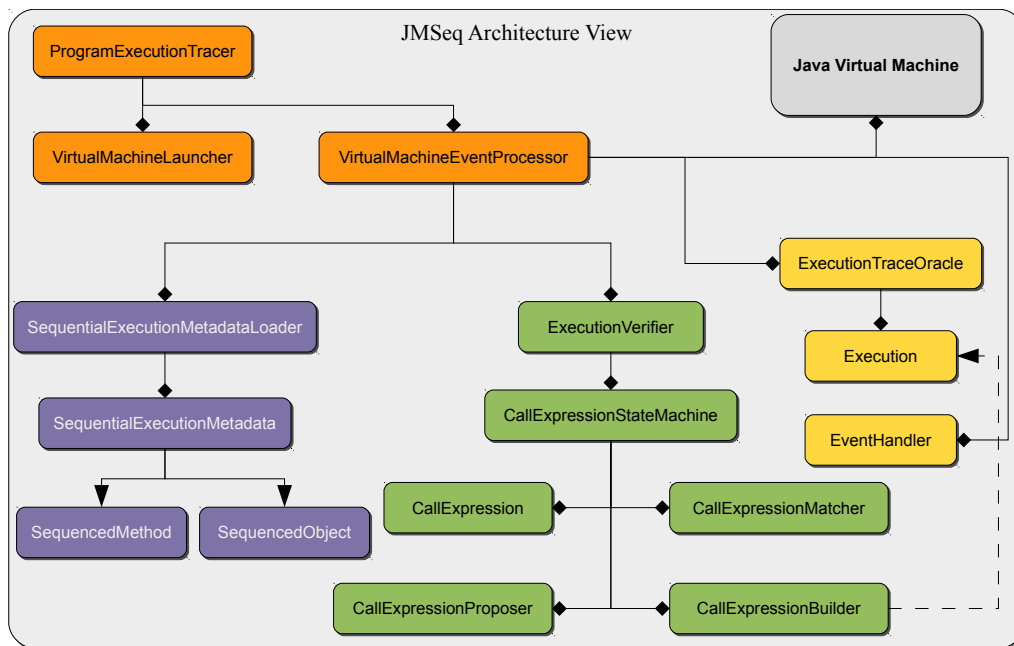 JMSeq Architecture View
ProgramExecutionTracer
Java Virtual Machine
VirtualMachineLauncher
VirtualMachineEventProcessor
ExecutionTraceOracle
SequentialExecutionMetadataLoader
ExecutionVerifier
Execution
SequentialExecutionMetadata
CallExpressionStateMachine
EventHandler
CallExpression
CallExpressionMatcher
SequencedMethod
SequencedObject
CallExpressionProposer
CallExpressionBuilder